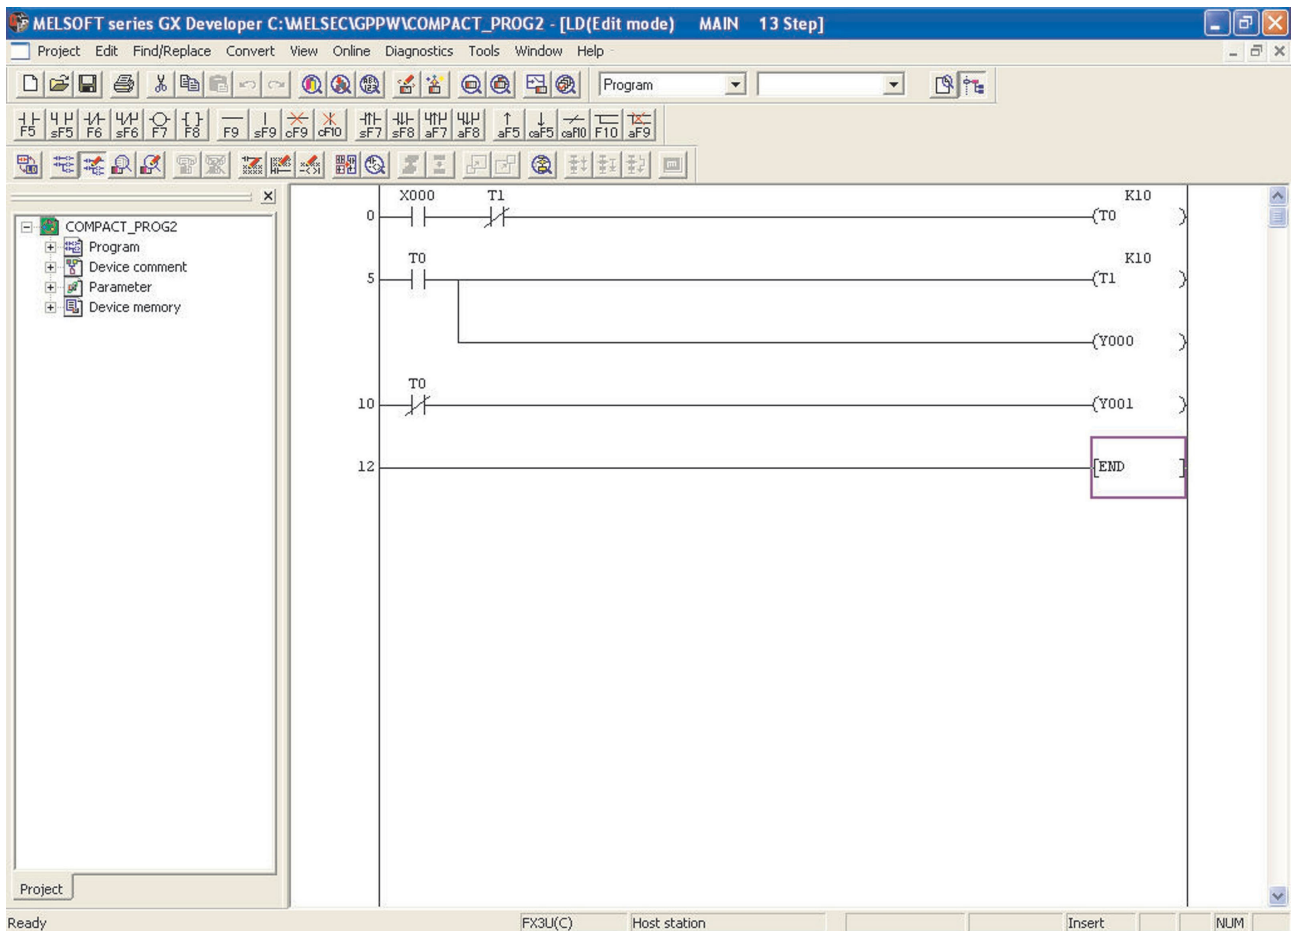 MELSOFT series GX Developer C:\MELSEC\GPPW\COMPACT_PROG2 - [LD(Edit mode) MAIN 13 Step]
Project Edit Find/Replace Convert View Online Diagnostics Tools Window Help
Program
F5 sF5 F6 sF6 F7 F8 F9 sF9 cF9 cF10 sF7 sF8 aF7 aF8 aF5 caF5 caF10 F10 aF9
COMPACT_PROG2
Program
Device comment
Parameter
Device memory
X000 T1 K10
0 (T0 )
T0 K10
5 (T1 )
(Y000 )
T0
10 (Y001 )
12 [END ]
Project
Ready FX3U(C) Host station Insert NUM